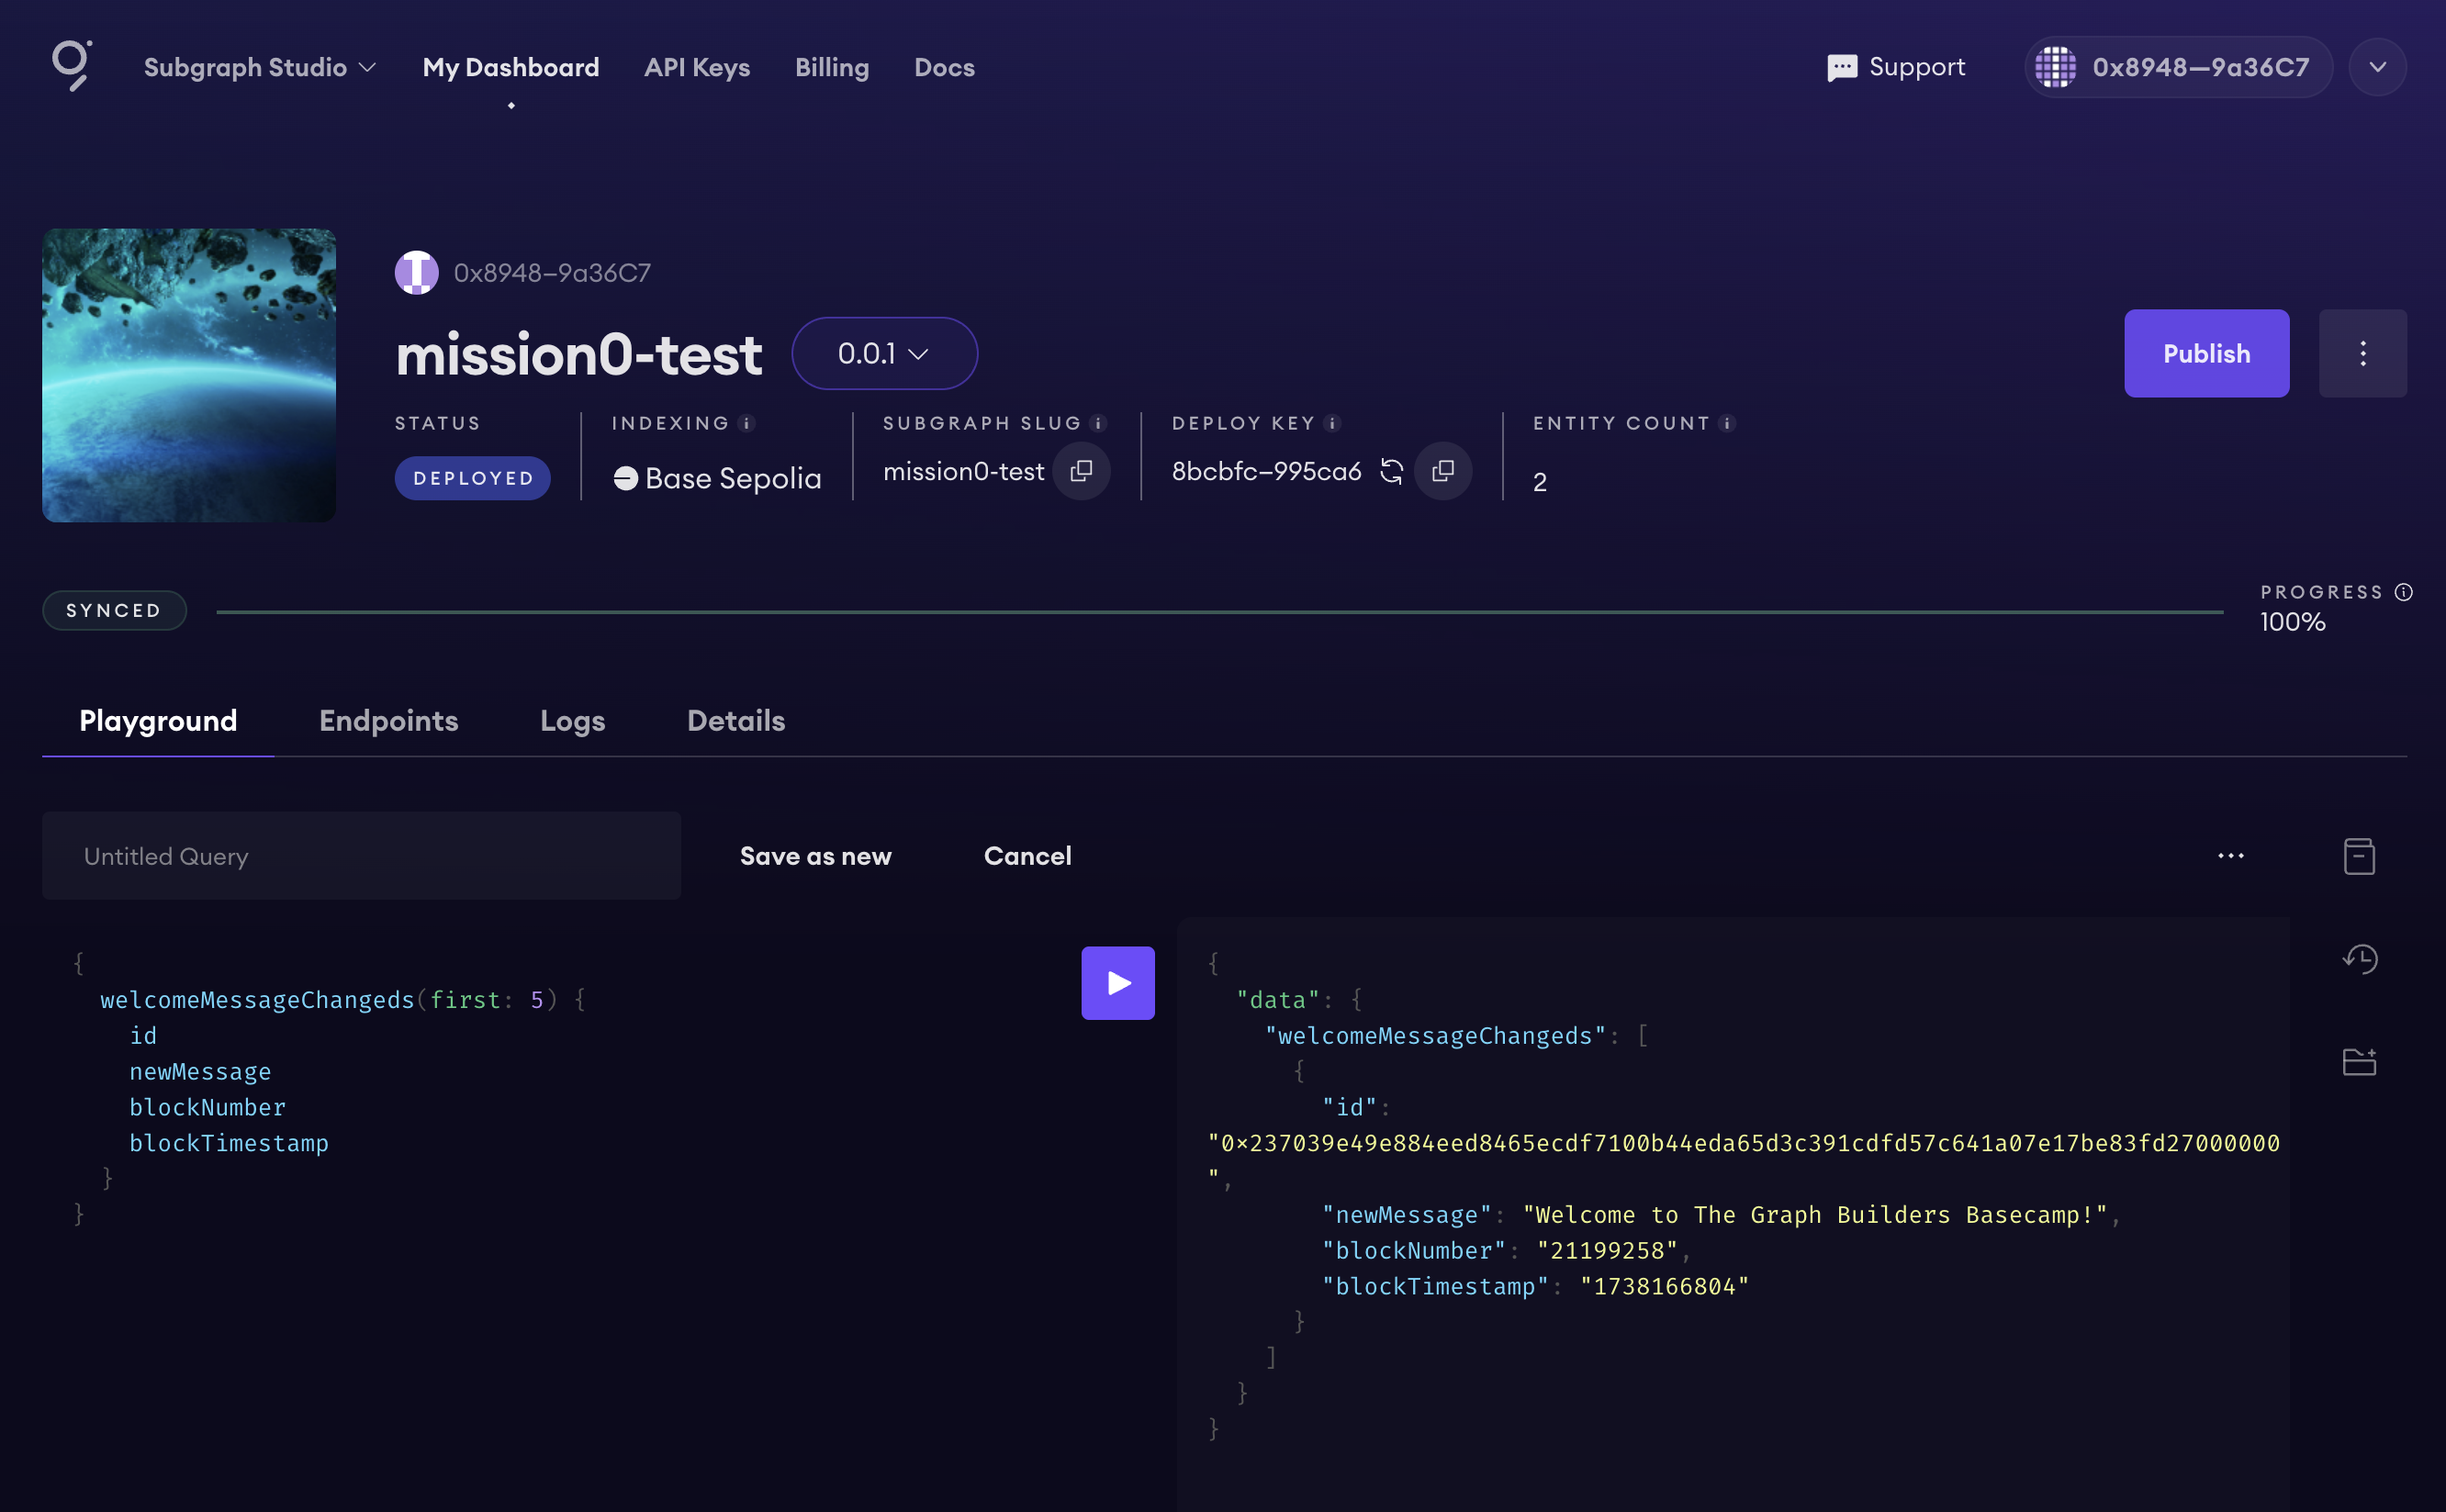 Subgraph Studio My Dashboard API Keys Billing Docs Support 0x8948—9a36C7
0x8948—9a36C7
mission0-test 0.0.1 Publish
STATUS INDEXING SUBGRAPH SLUG DEPLOY KEY ENTITY COUNT
DEPLOYED Base Sepolia mission0-test 8bcbfc—995ca6 2
SYNCED PROGRESS
100%
Playground Endpoints Logs Details
Untitled Query Save as new Cancel
{
  welcomeMessageChangeds(first: 5) {
    id
    newMessage
    blockNumber
    blockTimestamp
  }
}
{
  "data": {
    "welcomeMessageChangeds": [
      {
        "id":
"0×237039e49e884eed8465ecdf7100b44eda65d3c391cdfd57c641a07e17be83fd27000000
",
        "newMessage": "Welcome to The Graph Builders Basecamp!",
        "blockNumber": "21199258",
        "blockTimestamp": "1738166804"
      }
    ]
  }
}